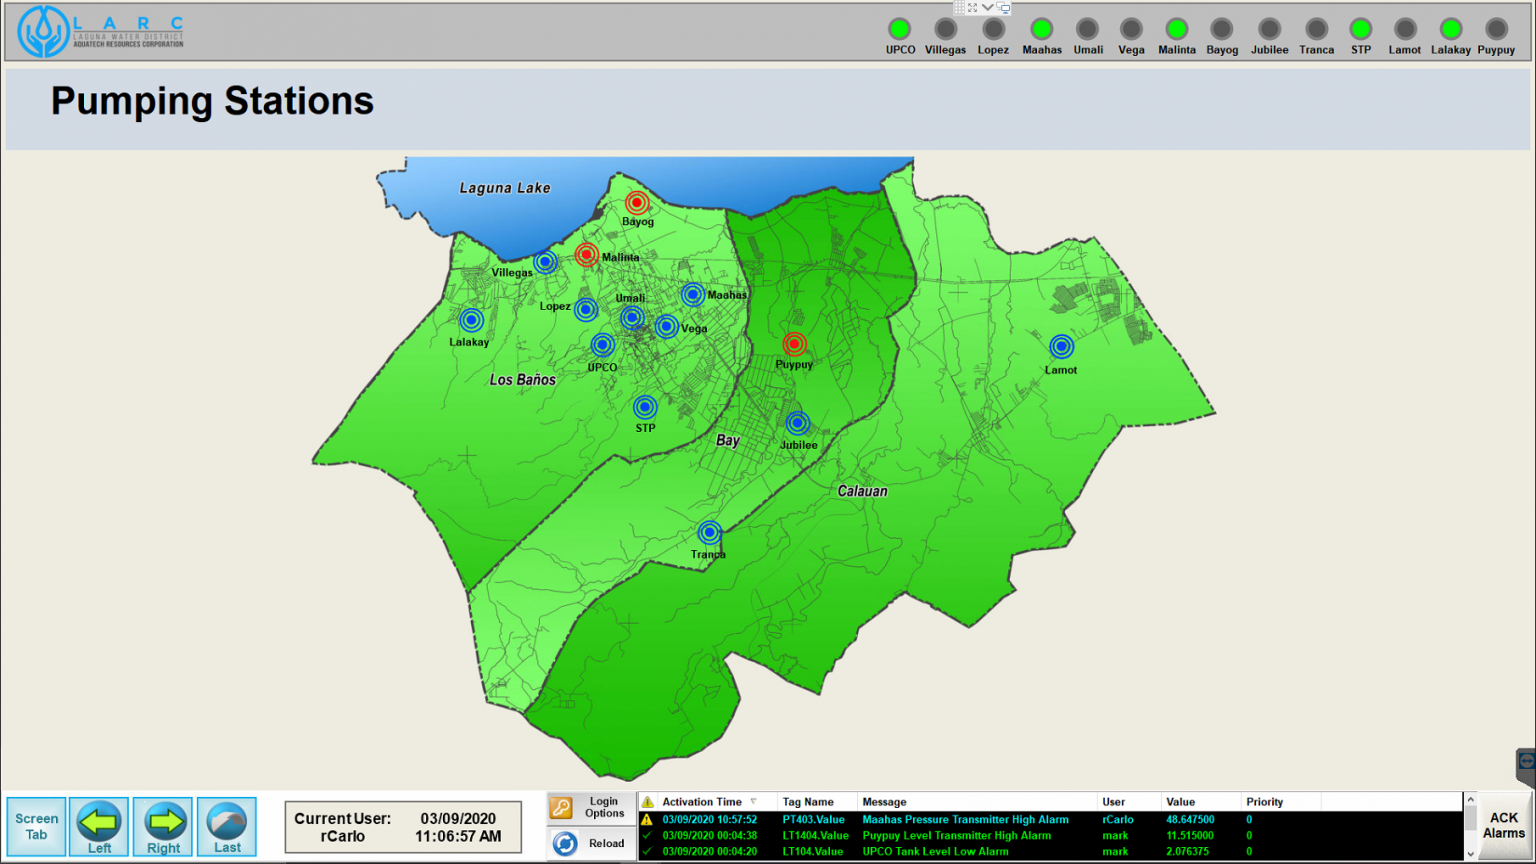 LARC
LAGUNA WATER DISTRICT
AQUATECH RESOURCES CORPORATION
UPCO Villegas Lopez Maahas Umali Vega Malinta Bayog Jubilee Tranca STP Lamot Lalakay Puypuy
Pumping Stations
Laguna Lake
Bayog
Malinta
Villegas
Umali
Maahas
Lopez
Vega
Lalakay
UPCO
Puypuy
Lamot
Los Baños
STP
Bay
Jubilee
Calauan
Tranca
Screen Tab
Left
Right
Last
Current User: 03/09/2020
rCarlo 11:06:57 AM
Login Options
Reload
Activation Time Tag Name Message User Value Priority
03/09/2020 10:57:52 PT403.Value Maahas Pressure Transmitter High Alarm rCarlo 48.647500 0
03/09/2020 00:04:38 LT1404.Value Puypuy Level Transmitter High Alarm mark 11.515000 0
03/09/2020 00:04:20 LT104.Value UPCO Tank Level Low Alarm mark 2.076375 0
ACK
Alarms